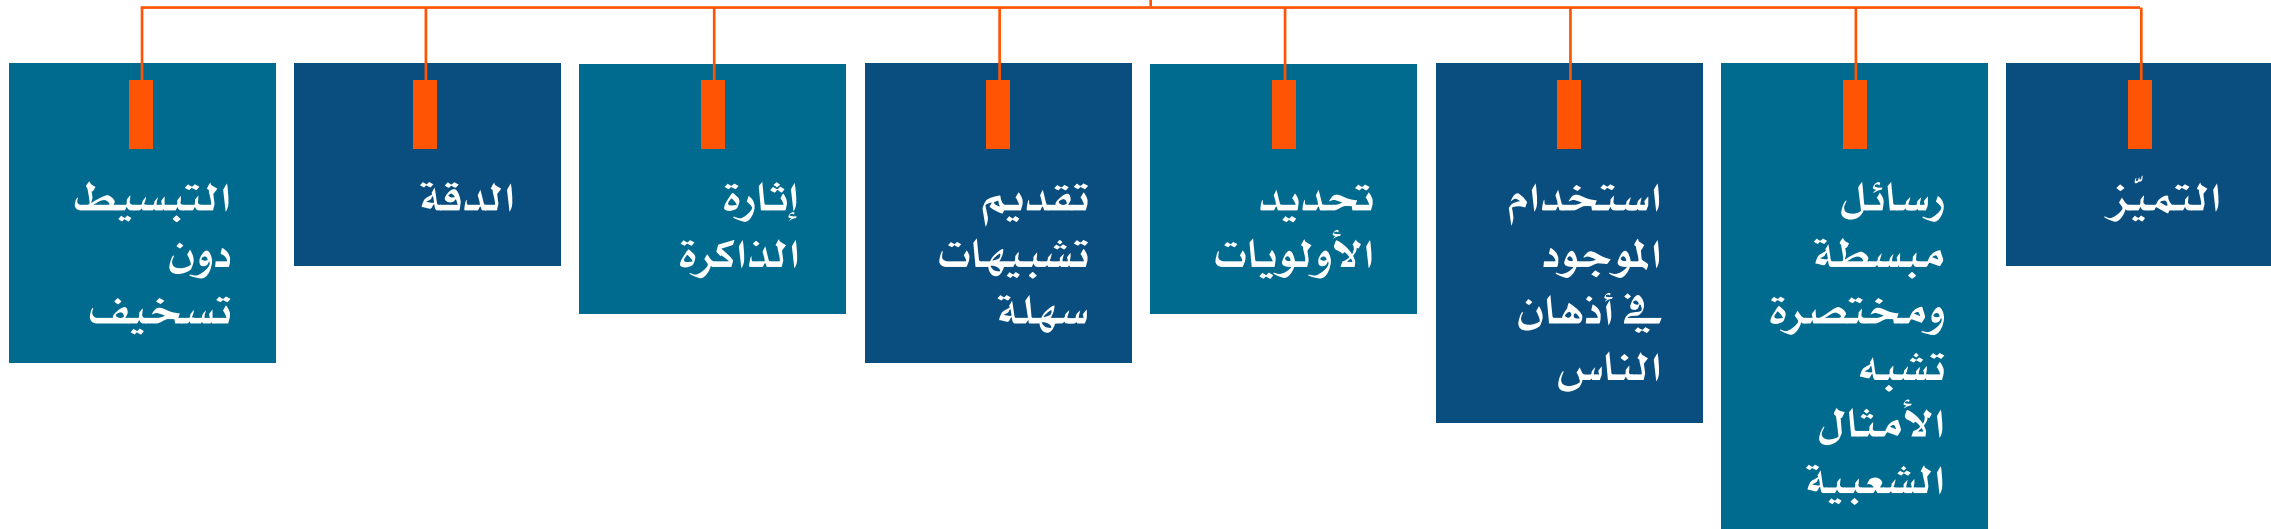 التميّز
رسائل
مبسطة
ومختصرة
تشبه
الأمثال
الشعبية
استخدام
الموجود
في أذهان
الناس
تحديد
الأولويات
تقديم
تشبيهات
سهلة
إثارة
الذاكرة
الدقة
التبسيط
دون
تسخيف